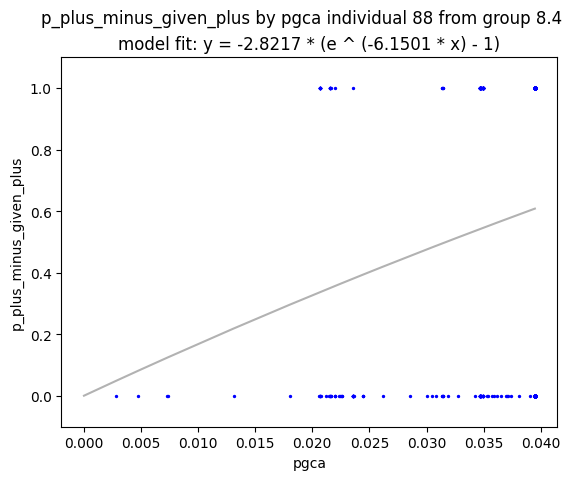 p_plus_minus_given_plus by pgca individual 88 from group 8.4
model fit: y = -2.8217 * (e ^ (-6.1501 * x) - 1)
1.0
0.8
0.6
0.4
0.2
0.0
p_plus_minus_given_plus
0.000 0.005 0.010 0.015 0.020 0.025 0.030 0.035 0.040
pgca